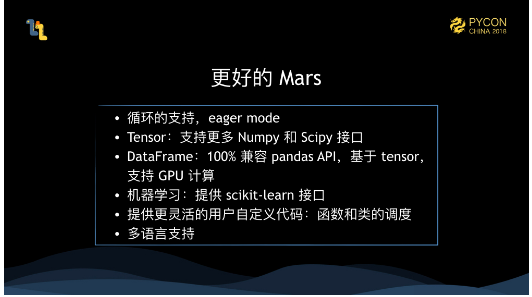 PYCON
CHINA 2018
更好的 Mars
• 循环的支持，eager mode
• Tensor：支持更多 Numpy 和 Scipy 接口
• DataFrame：100% 兼容 pandas API，基于 tensor，
支持 GPU 计算
• 机器学习：提供 scikit-learn 接口
• 提供更灵活的用户自定义代码：函数和类的调度
• 多语言支持